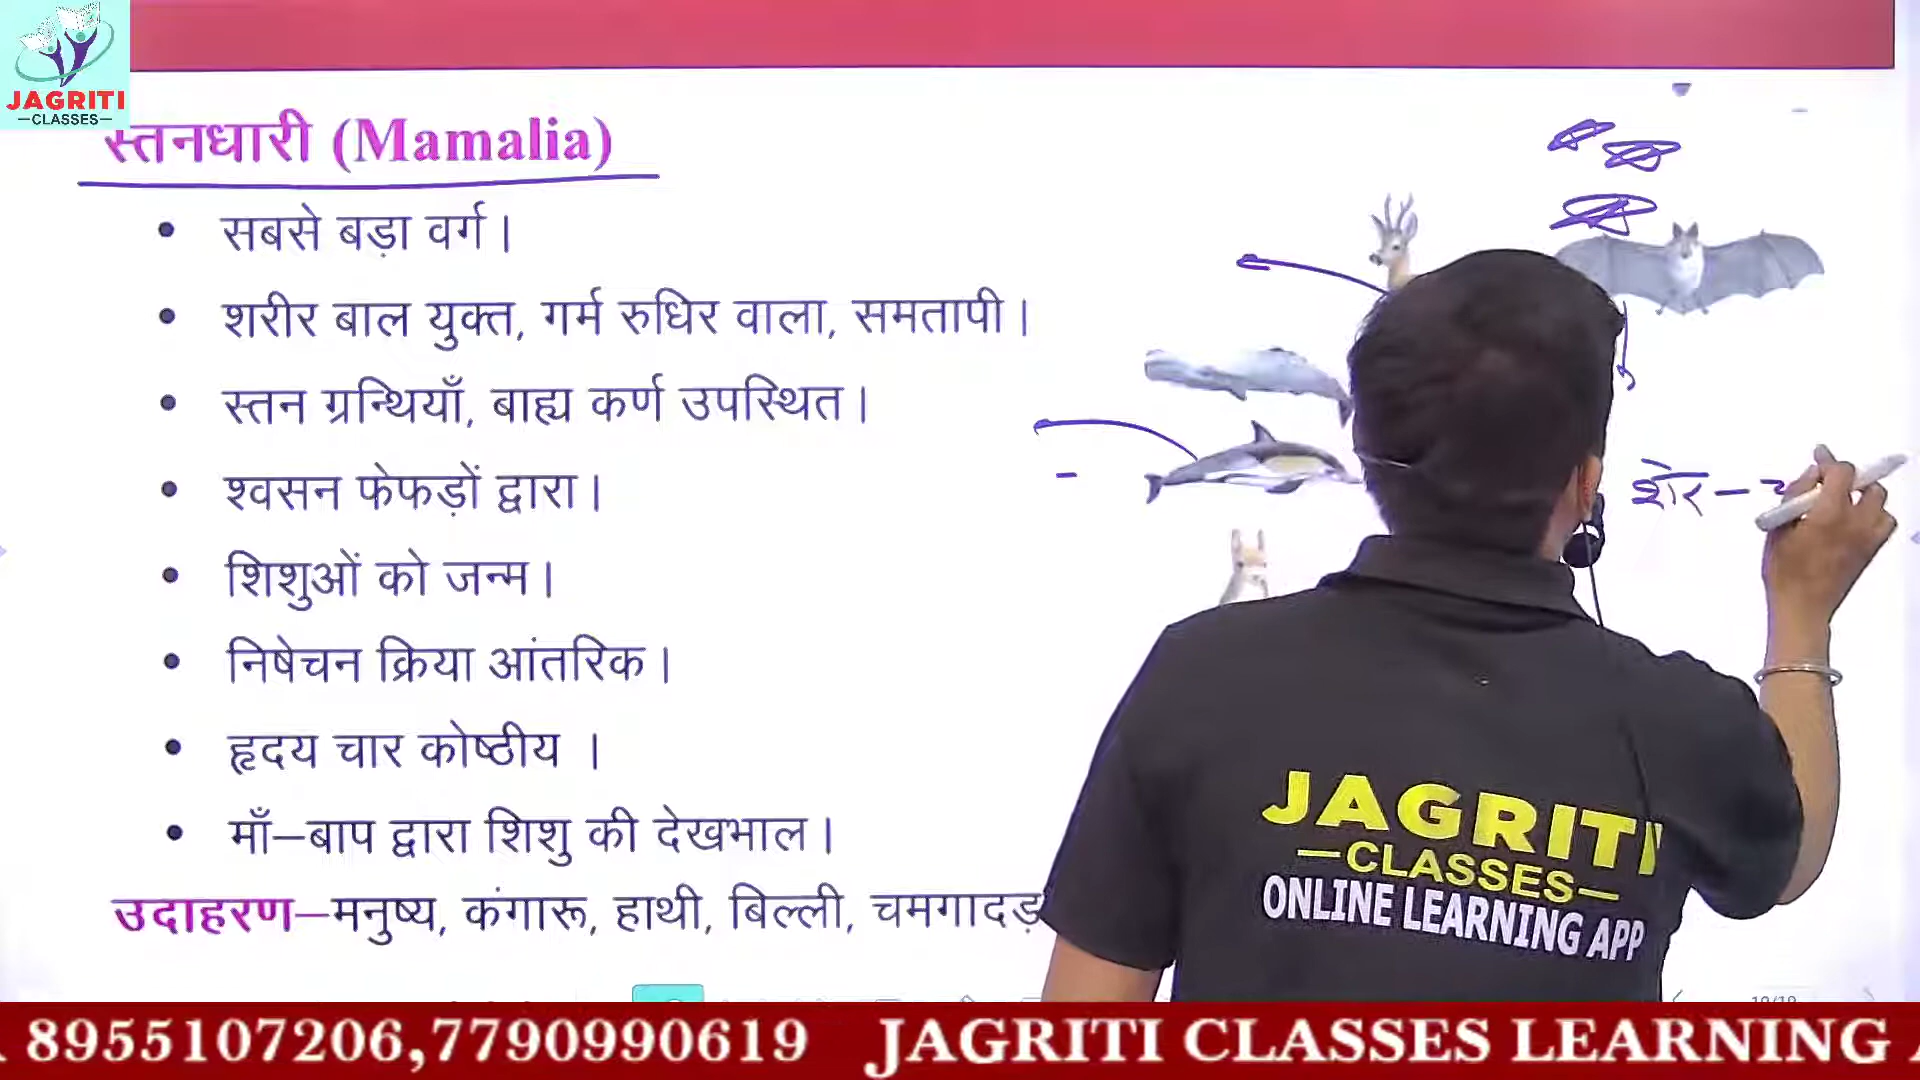 JAGRITI
—CLASSES—
स्तनधारी (Mamalia)
• सबसे बड़ा वर्ग।
• शरीर बाल युक्त, गर्म रुधिर वाला, समतापी।
• स्तन ग्रन्थियाँ, बाह्य कर्ण उपस्थित।
• श्वसन फेफड़ों द्वारा।
• शिशुओं को जन्म।
• निषेचन क्रिया आंतरिक।
• हृदय चार कोष्ठीय ।
• माँ–बाप द्वारा शिशु की देखभाल।
उदाहरण–मनुष्य, कंगारू, हाथी, बिल्ली, चमगादड़
शेर –
JAGRITI
—CLASSES—
ONLINE LEARNING APP
8955107206,7790990619 JAGRITI CLASSES LEARNING